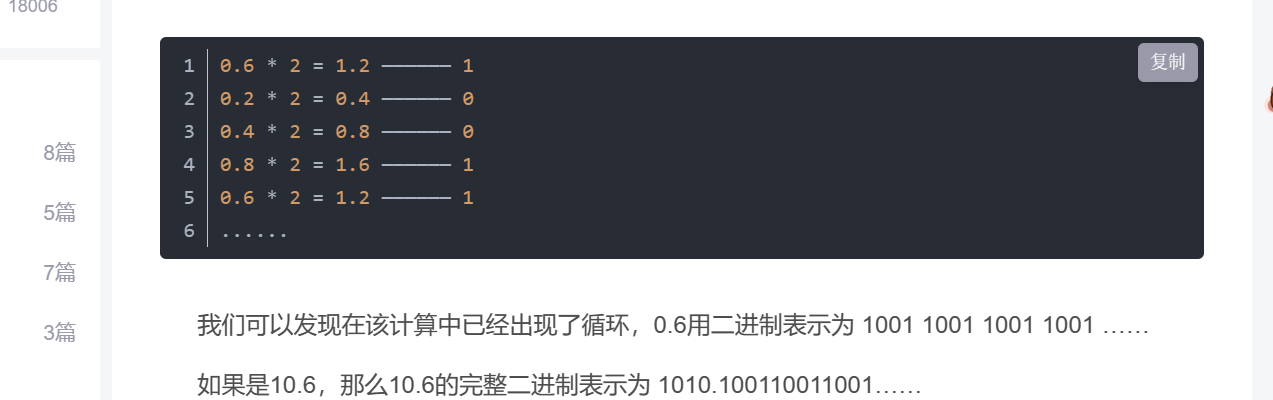 18006
8篇
5篇
7篇
3篇
复制
1 0.6 * 2 = 1.2 —————— 1
2 0.2 * 2 = 0.4 —————— 0
3 0.4 * 2 = 0.8 —————— 0
4 0.8 * 2 = 1.6 —————— 1
5 0.6 * 2 = 1.2 —————— 1
6 ......
我们可以发现在该计算中已经出现了循环，0.6用二进制表示为 1001 1001 1001 1001 ……
如果是10.6，那么10.6的完整二进制表示为 1010.100110011001……